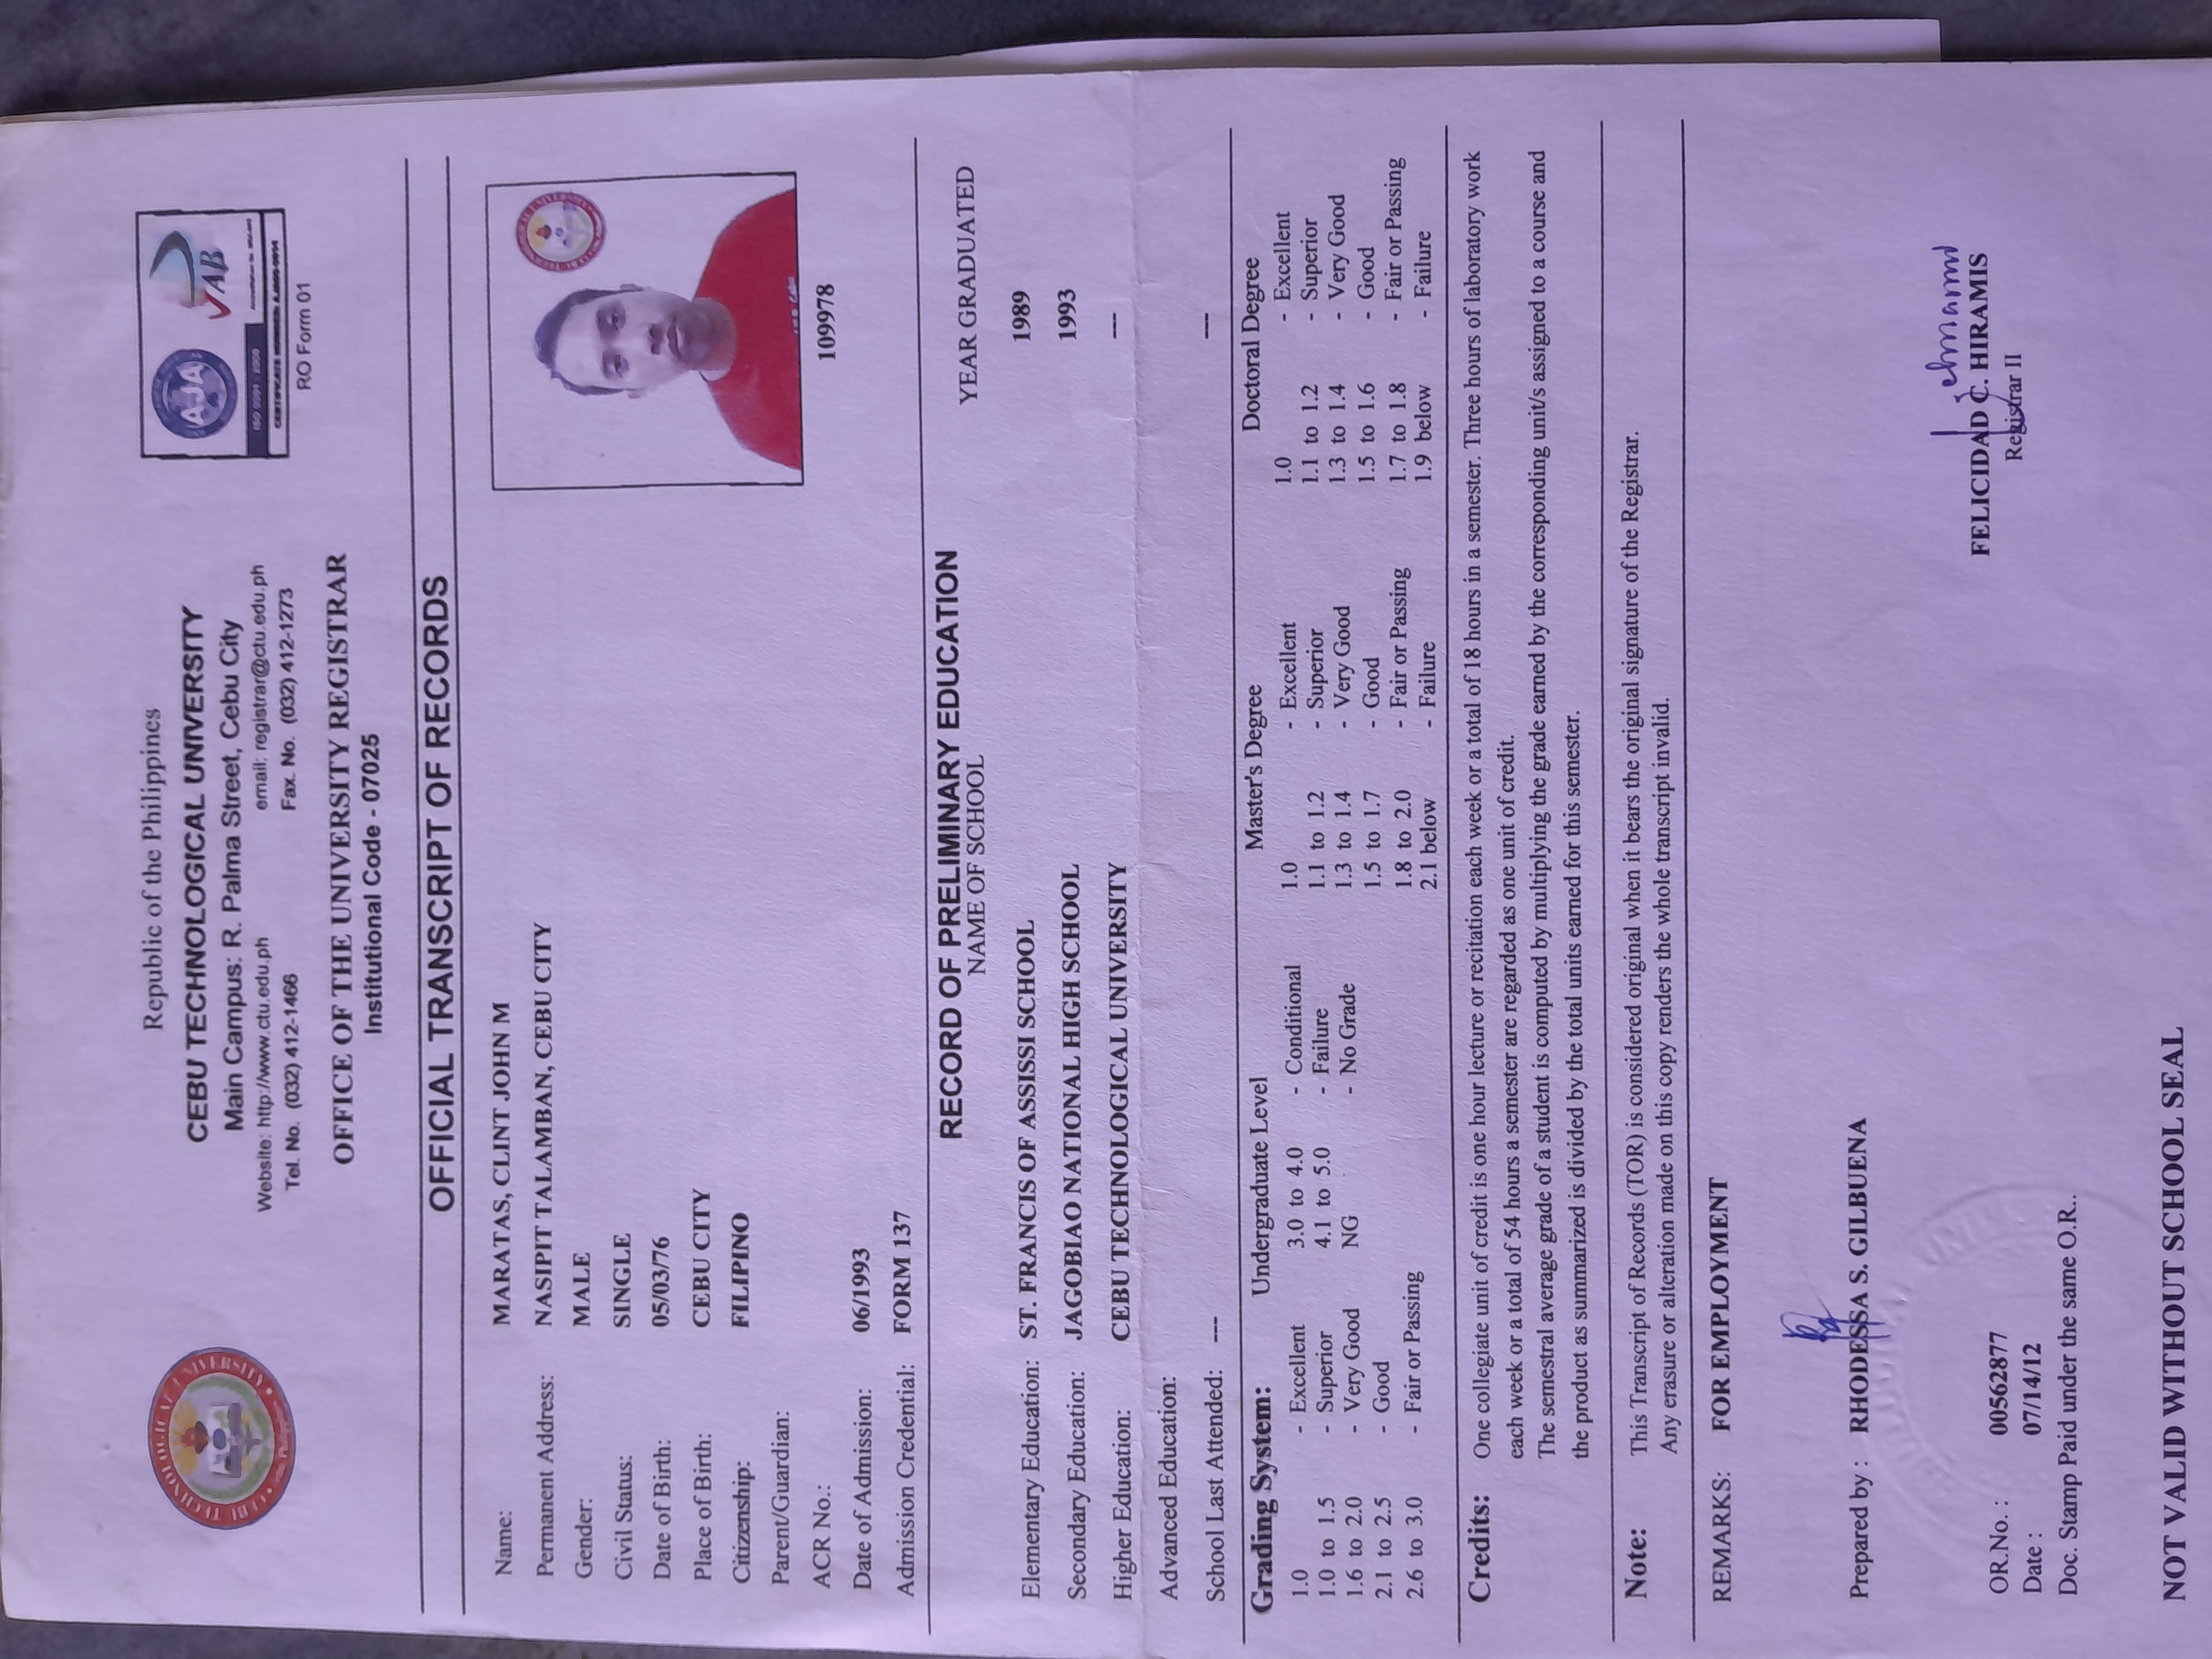 Republic of the Philippines
CEBU TECHNOLOGICAL UNIVERSITY
Main Campus: R. Palma Street, Cebu City
Website: http://www.ctu.edu.ph email: registrar@ctu.edu.ph
Tel. No. (032) 412-1466 Fax. No. (032) 412-1273
AJA JAB
ISO 9001 : 2008
RO Form 01
OFFICE OF THE UNIVERSITY REGISTRAR
Institutional Code - 07025
OFFICIAL TRANSCRIPT OF RECORDS
Name: MARATAS, CLINT JOHN M
Permanent Address: NASIPIT TALAMBAN, CEBU CITY
Gender: MALE
Civil Status: SINGLE
Date of Birth: 05/03/76
Place of Birth: CEBU CITY
Citizenship: FILIPINO
Parent/Guardian:
ACR No.:
109978
Date of Admission: 06/1993
Admission Credential: FORM 137
RECORD OF PRELIMINARY EDUCATION
NAME OF SCHOOL YEAR GRADUATED
Elementary Education: ST. FRANCIS OF ASSISSI SCHOOL 1989
Secondary Education: JAGOBIAO NATIONAL HIGH SCHOOL 1993
Higher Education: CEBU TECHNOLOGICAL UNIVERSITY ---
Advanced Education:
School Last Attended: --- ---
Grading System: Undergraduate Level Master's Degree Doctoral Degree
1.0 - Excellent 3.0 to 4.0 - Conditional 1.0 - Excellent 1.0 - Excellent
1.0 to 1.5 - Superior 4.1 to 5.0 - Failure 1.1 to 1.2 - Superior 1.1 to 1.2 - Superior
1.6 to 2.0 - Very Good NG - No Grade 1.3 to 1.4 - Very Good 1.3 to 1.4 - Very Good
2.1 to 2.5 - Good 1.5 to 1.7 - Good 1.5 to 1.6 - Good
2.6 to 3.0 - Fair or Passing 1.8 to 2.0 - Fair or Passing 1.7 to 1.8 - Fair or Passing
2.1 below - Failure 1.9 below - Failure
Credits: One collegiate unit of credit is one hour lecture or recitation each week or a total of 18 hours in a semester. Three hours of laboratory work
each week or a total of 54 hours a semester are regarded as one unit of credit.
The semestral average grade of a student is computed by multiplying the grade earned by the corresponding unit/s assigned to a course and
the product as summarized is divided by the total units earned for this semester.
Note: This Transcript of Records (TOR) is considered original when it bears the original signature of the Registrar.
Any erasure or alteration made on this copy renders the whole transcript invalid.
REMARKS: FOR EMPLOYMENT
Prepared by : RHODESSA S. GILBUENA
FELICIDAD C. HIRAMIS
Registrar II
OR.No. : 00562877
Date : 07/14/12
Doc. Stamp Paid under the same O.R..
NOT VALID WITHOUT SCHOOL SEAL